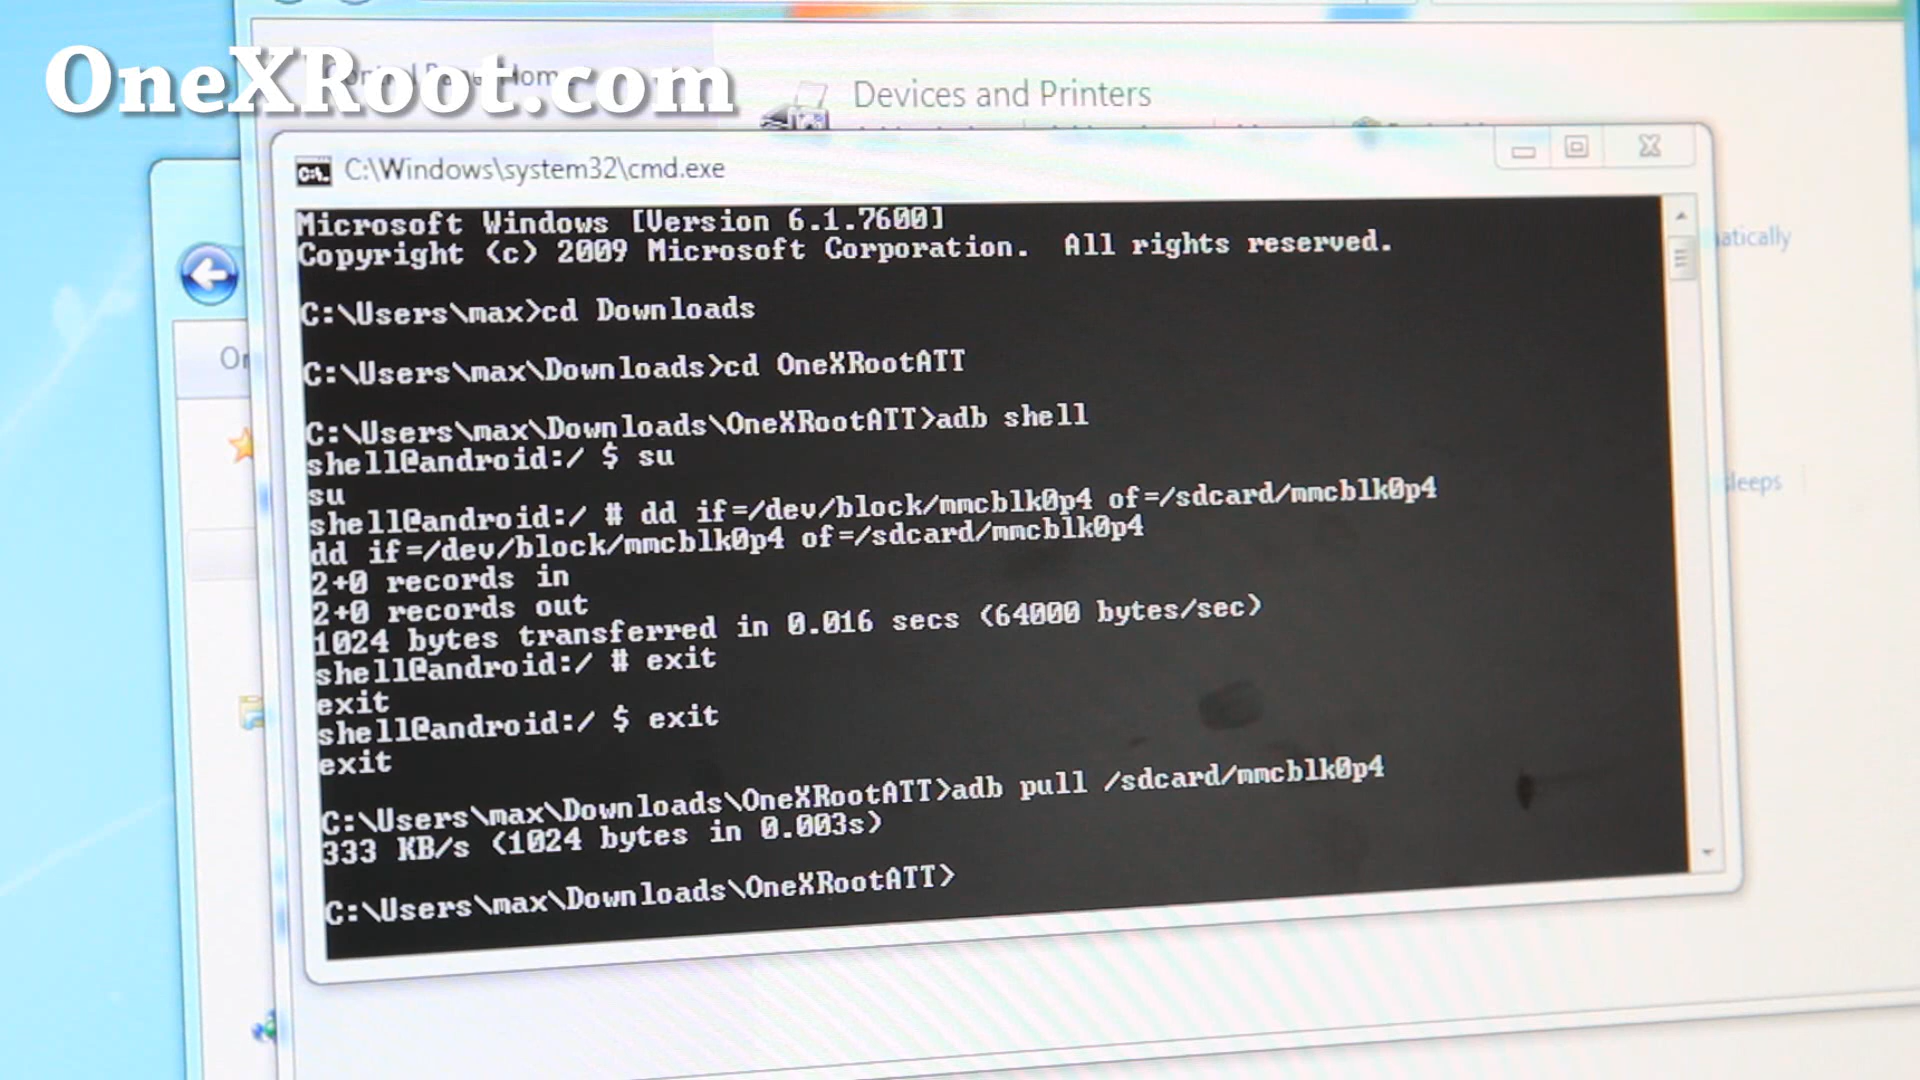 OneXRoot.com
Devices and Printers
C:\Windows\system32\cmd.exe
Microsoft Windows [Version 6.1.7600]
Copyright (c) 2009 Microsoft Corporation.  All rights reserved.
C:\Users\max>cd Downloads
C:\Users\max\Downloads>cd OneXRootATT
C:\Users\max\Downloads\OneXRootATT>adb shell
shell@android:/ $ su
su
shell@android:/ # dd if=/dev/block/mmcblk0p4 of=/sdcard/mmcblk0p4
dd if=/dev/block/mmcblk0p4 of=/sdcard/mmcblk0p4
2+0 records in
2+0 records out
1024 bytes transferred in 0.016 secs (64000 bytes/sec)
shell@android:/ # exit
exit
shell@android:/ $ exit
exit
C:\Users\max\Downloads\OneXRootATT>adb pull /sdcard/mmcblk0p4
333 KB/s (1024 bytes in 0.003s)
C:\Users\max\Downloads\OneXRootATT>